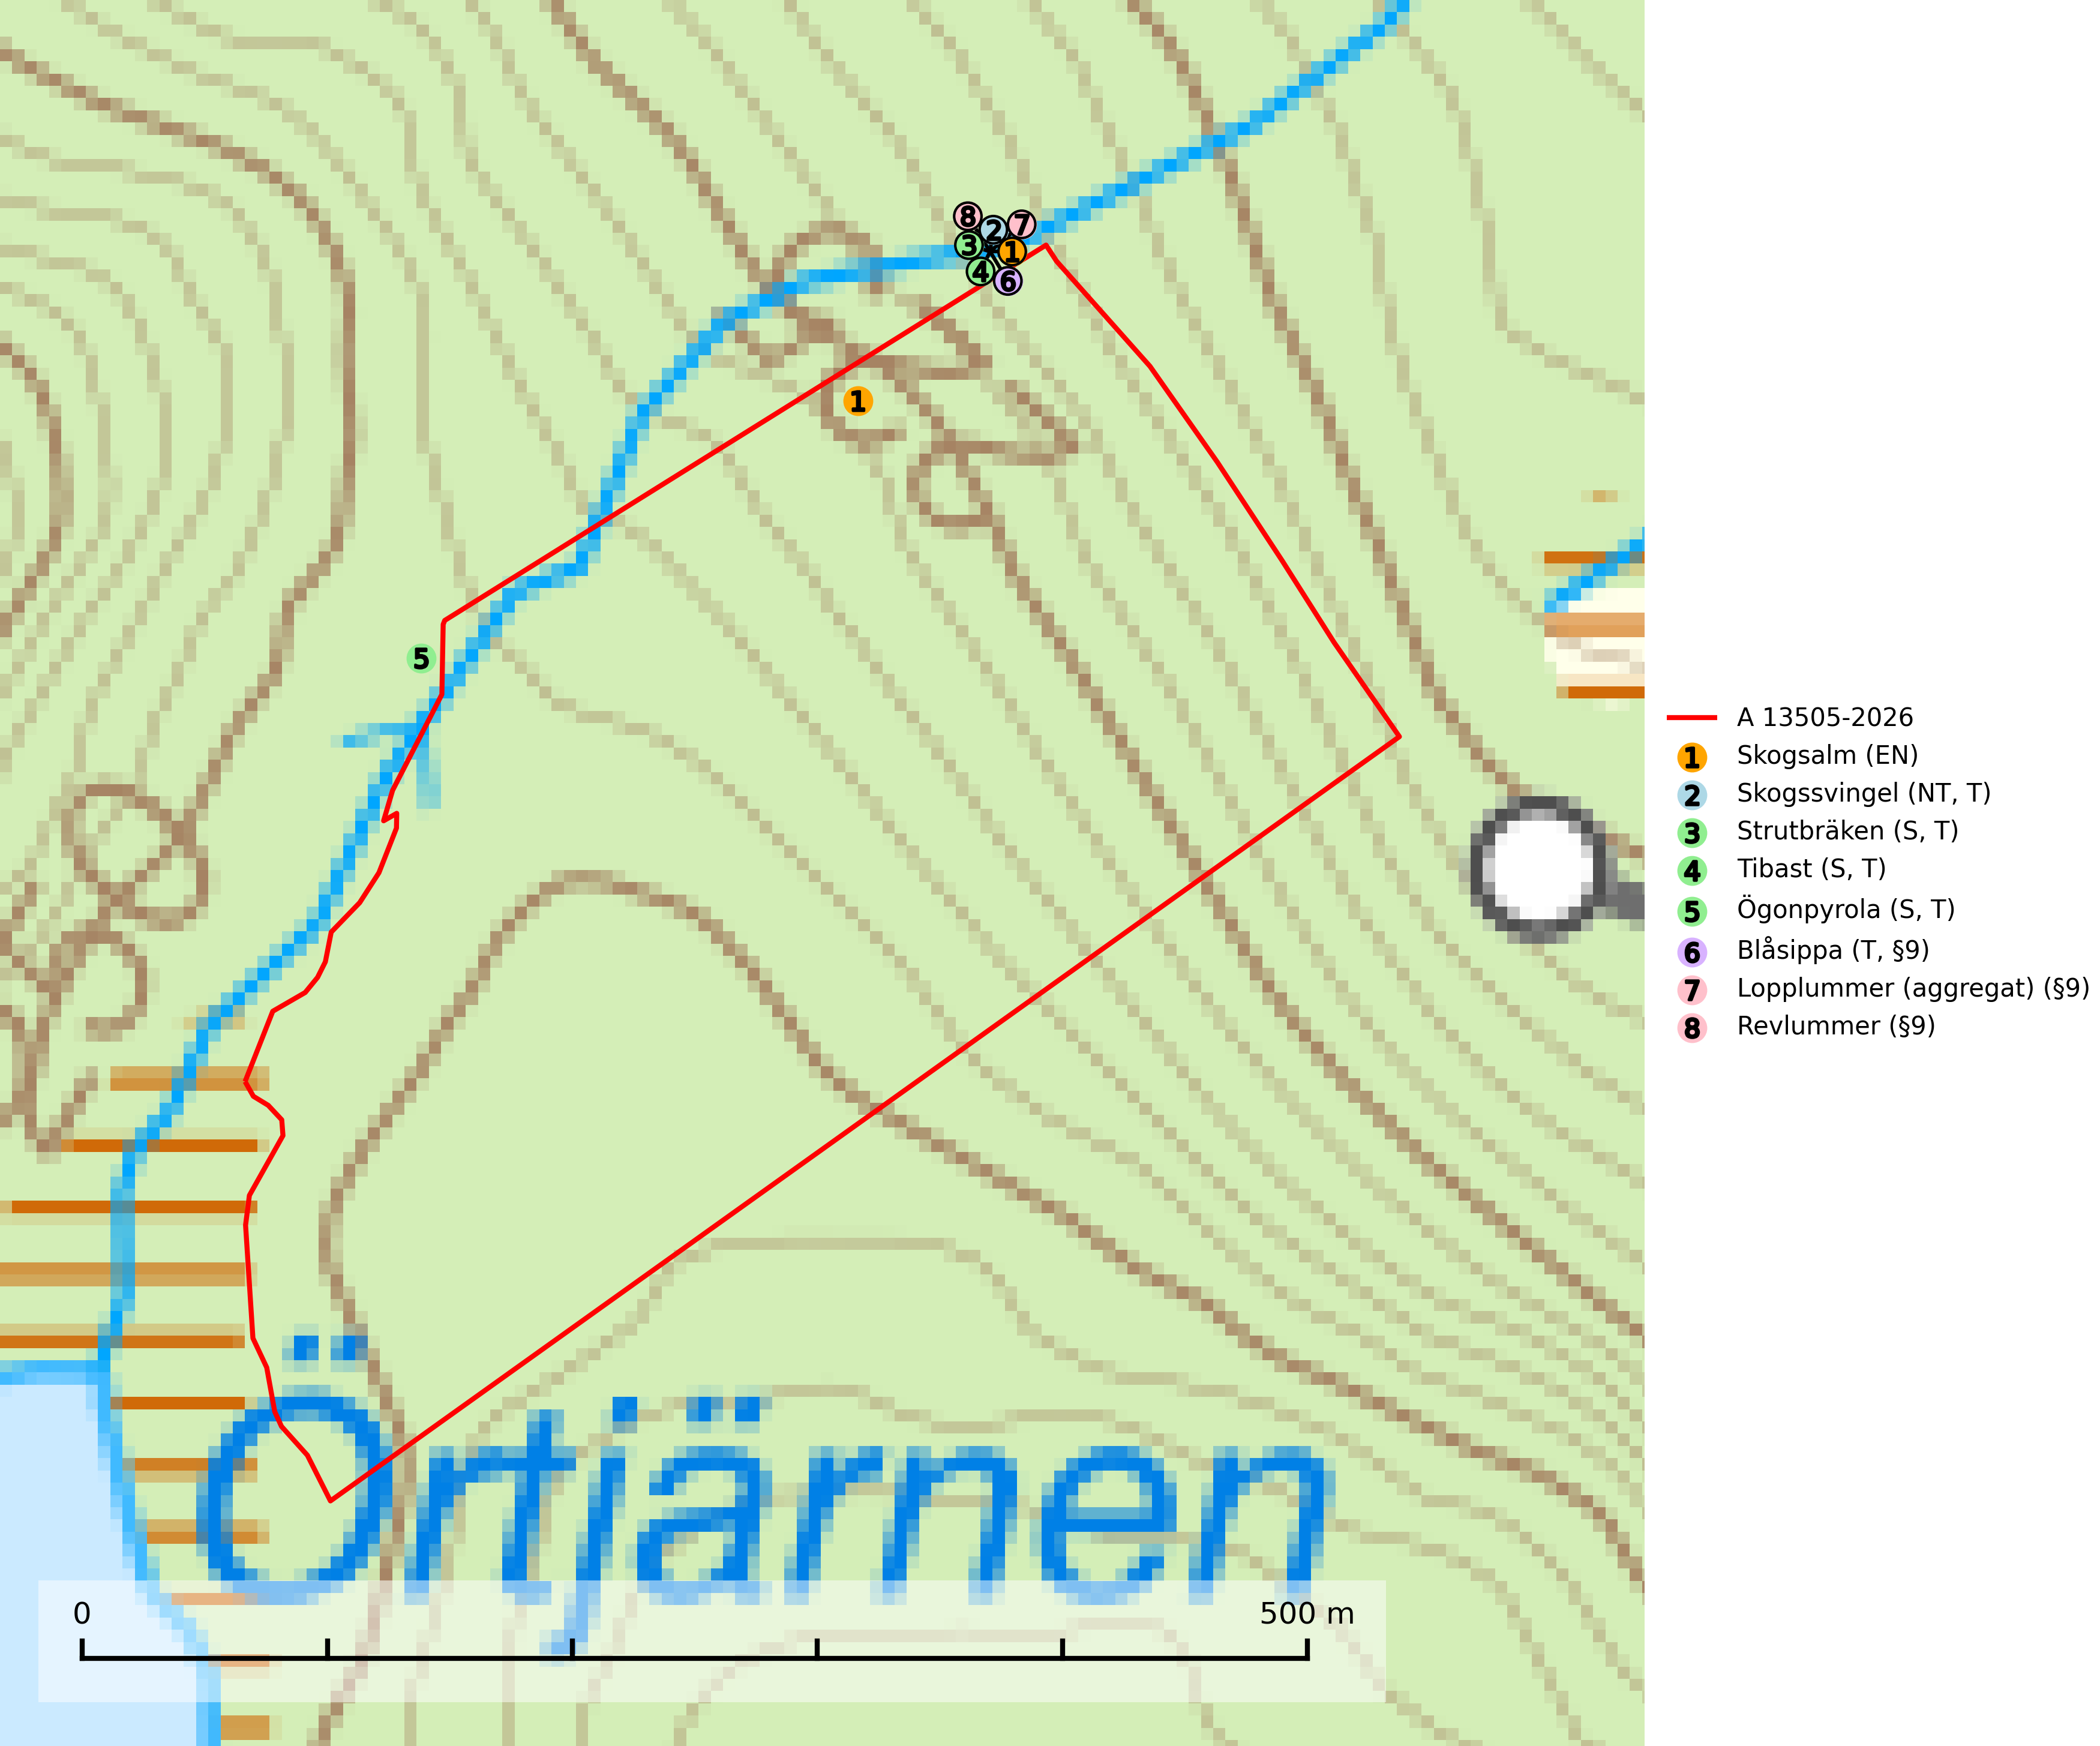 8
2
7
3
1
4
6
1
5
Örtjärnen
0
500 m
A 13505-2026
1 Skogsalm (EN)
2 Skogssvingel (NT, T)
3 Strutbräken (S, T)
4 Tibast (S, T)
5 Ögonpyrola (S, T)
6 Blåsippa (T, §9)
7 Lopplummer (aggregat) (§9)
8 Revlummer (§9)